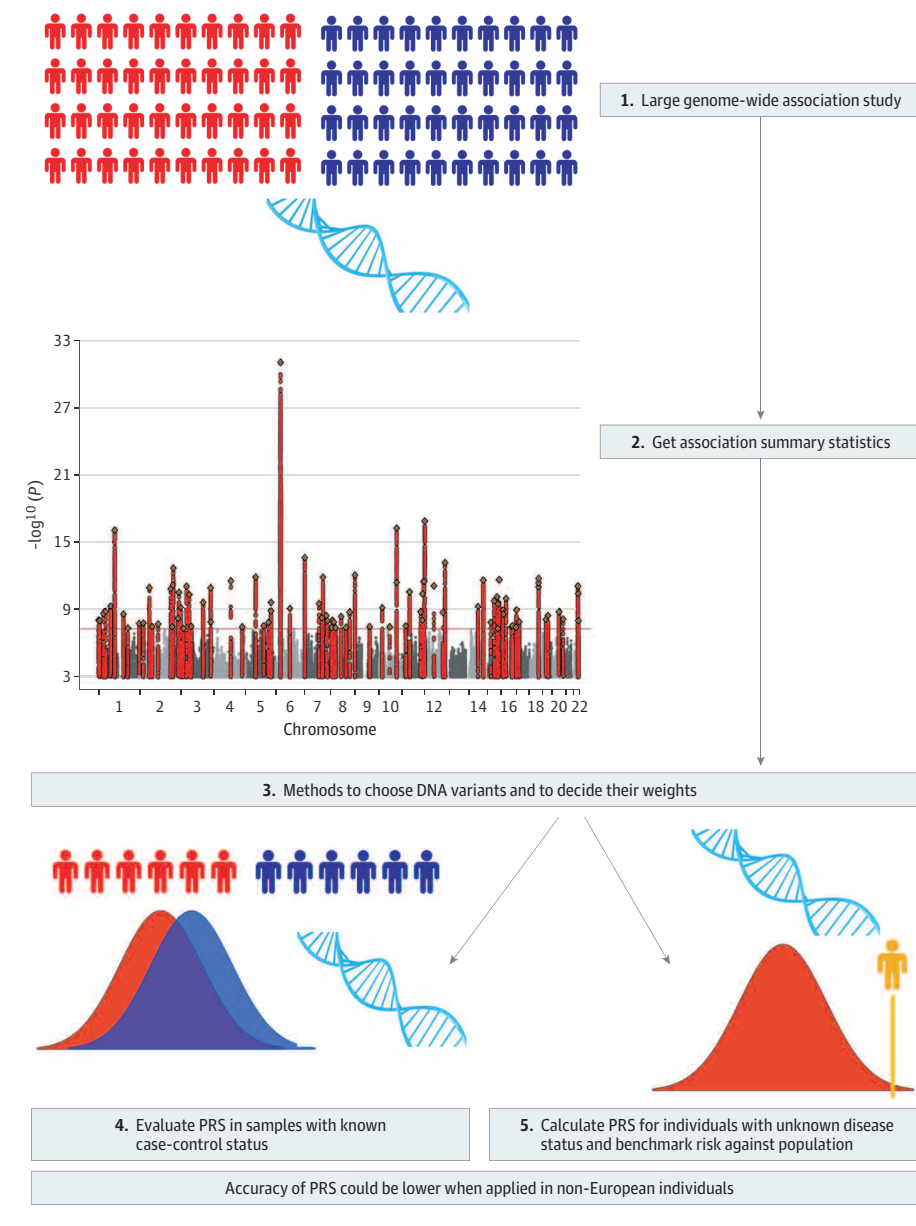 1. Large genome-wide association study
33
27
2. Get association summary statistics
21
-log10 (P)
15
9
3
1 2 3 4 5 6 7 8 9 10 12 14 16 18 20 22
Chromosome
3. Methods to choose DNA variants and to decide their weights
4. Evaluate PRS in samples with known
case-control status
5. Calculate PRS for individuals with unknown disease
status and benchmark risk against population
Accuracy of PRS could be lower when applied in non-European individuals